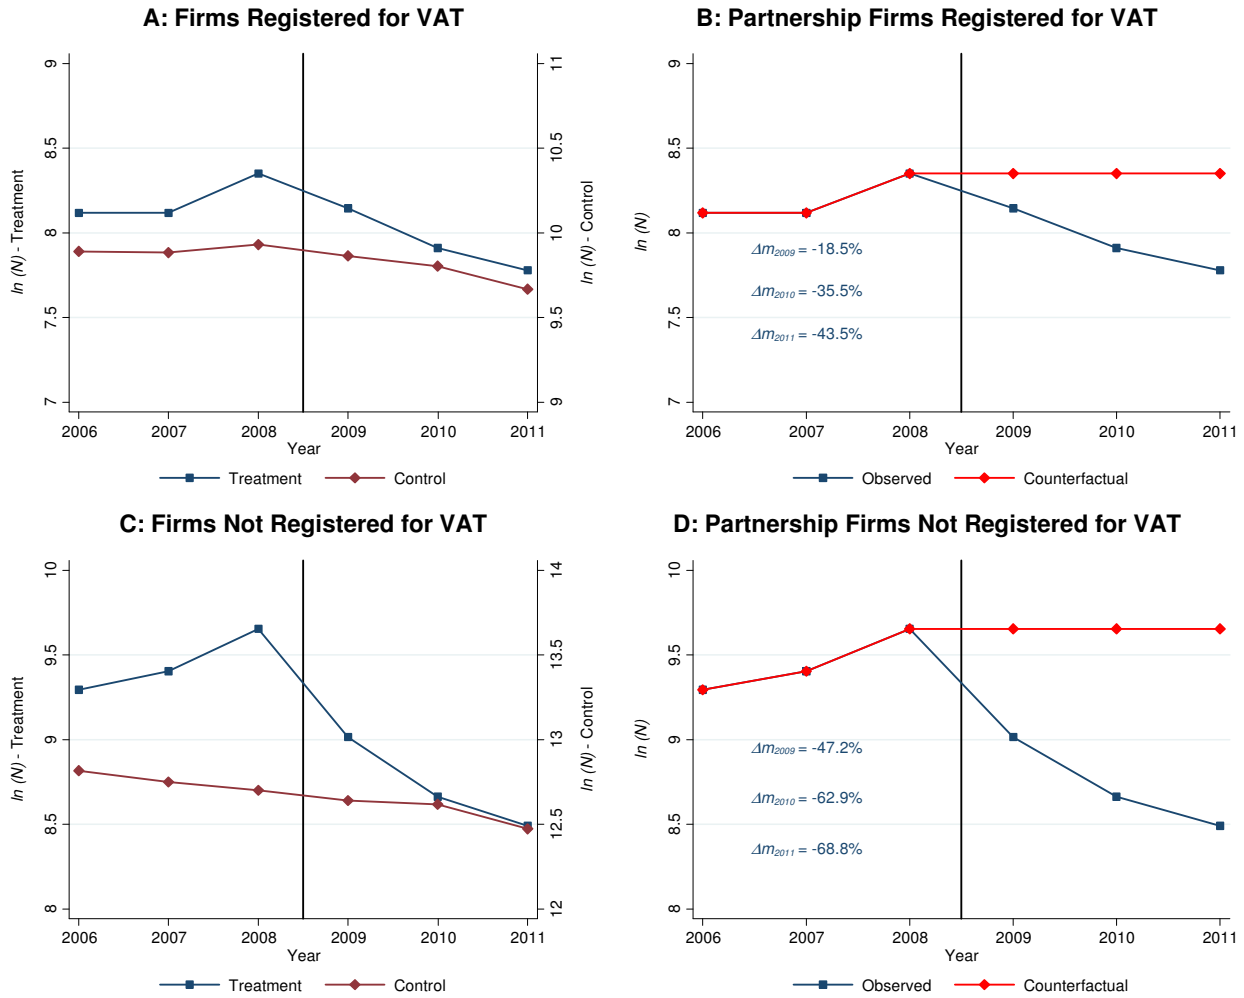 A: Firms Registered for VAT
ln (N) - Treatment
9
8.5
8
7.5
7
11
10.5
10
9.5
9
ln (N) - Control
2006 2007 2008 2009 2010 2011
Year
Treatment Control
B: Partnership Firms Registered for VAT
ln (N)
9
8.5
8
7.5
7
Δm2009 = -18.5%
Δm2010 = -35.5%
Δm2011 = -43.5%
2006 2007 2008 2009 2010 2011
Year
Observed Counterfactual
C: Firms Not Registered for VAT
ln (N) - Treatment
10
9.5
9
8.5
8
14
13.5
13
12.5
12
ln (N) - Control
2006 2007 2008 2009 2010 2011
Year
Treatment Control
D: Partnership Firms Not Registered for VAT
ln (N)
10
9.5
9
8.5
8
Δm2009 = -47.2%
Δm2010 = -62.9%
Δm2011 = -68.8%
2006 2007 2008 2009 2010 2011
Year
Observed Counterfactual